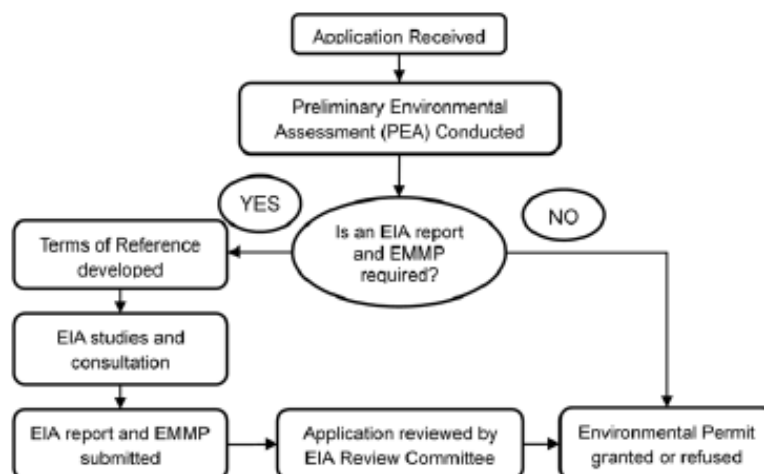 Application Received
Preliminary Environmental
Assessment (PEA) Conducted
YES
NO
Is an EIA report
and EMMP
required?
Terms of Reference
developed
EIA studies and
consultation
EIA report and EMMP
submitted
Application reviewed by
EIA Review Committee
Environmental Permit
granted or refused